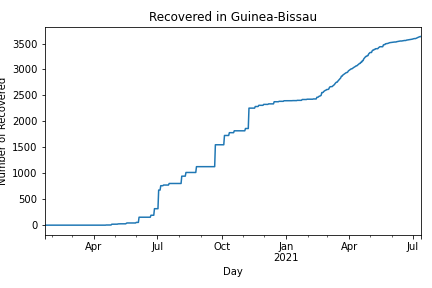 Recovered in Guinea-Bissau
Number of Recovered
3500
3000
2500
2000
1500
1000
500
0
Apr
Jul
Oct
Jan
2021
Apr
Jul
Day